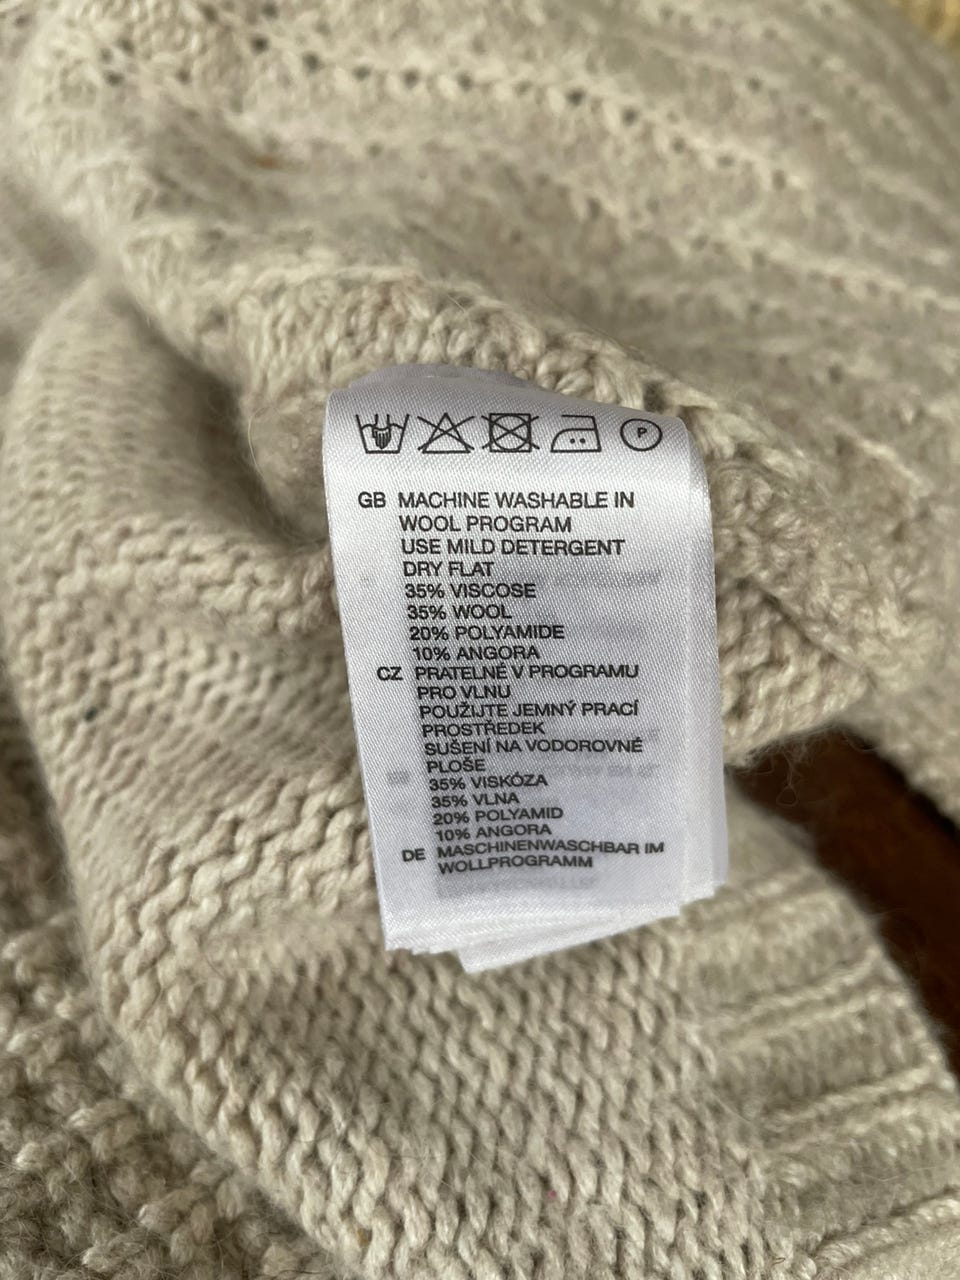 P
GB MACHINE WASHABLE IN
WOOL PROGRAM
USE MILD DETERGENT
DRY FLAT
35% VISCOSE
35% WOOL
20% POLYAMIDE
10% ANGORA
CZ PRATELNÉ V PROGRAMU
PRO VLNU
POUŽIJTE JEMNÝ PRACÍ
PROSTŘEDEK
SUŠENÍ NA VODOROVNÉ
PLOŠE
35% VISKÓZA
35% VLNA
20% POLYAMID
10% ANGORA
DE MASCHINENWASCHBAR IM
WOLLPROGRAMM